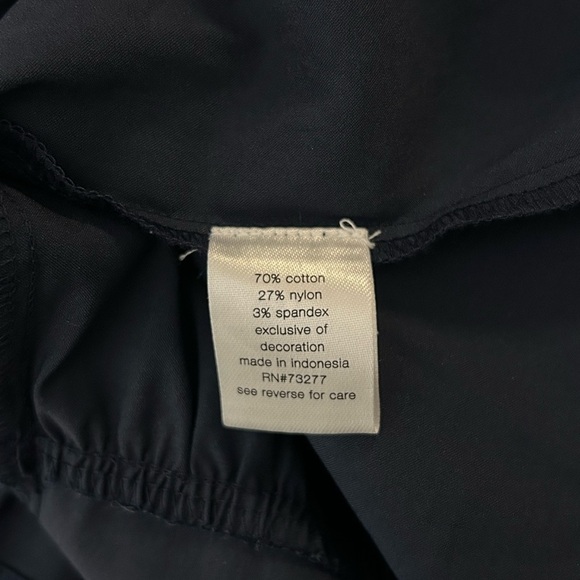 70% cotton
27% nylon
3% spandex
exclusive of
decoration
made in indonesia
RN#73277
see reverse for care